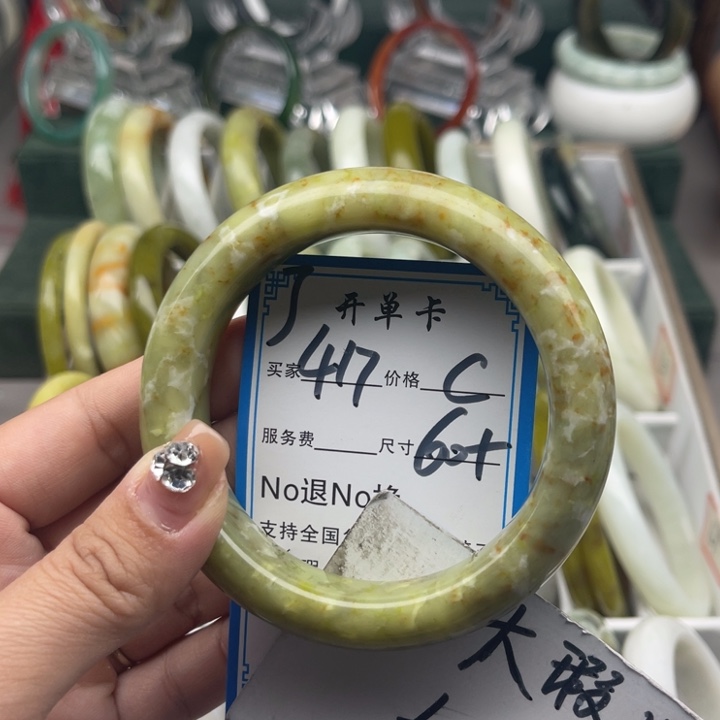 开单卡
买家 417 价格 C
服务费 尺寸 60+
No退No换
支持全国
大瑕